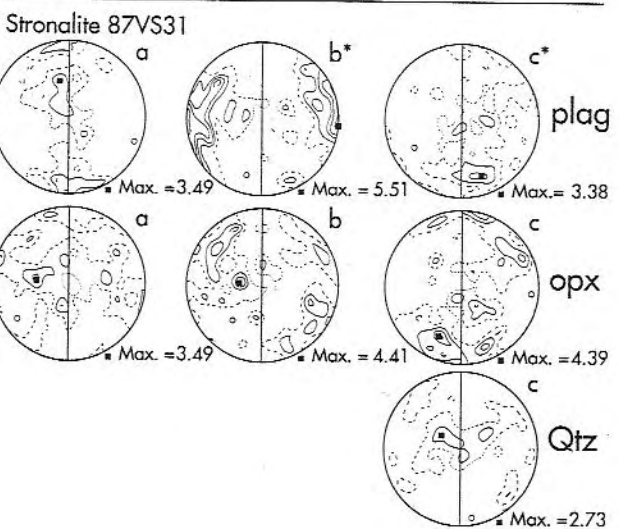 Stronalite 87VS31
a b* c* plag
Max. =3.49 Max. = 5.51 Max.= 3.38
a b c opx
Max. =3.49 Max. = 4.41 Max. =4.39
c Qtz
Max. =2.73